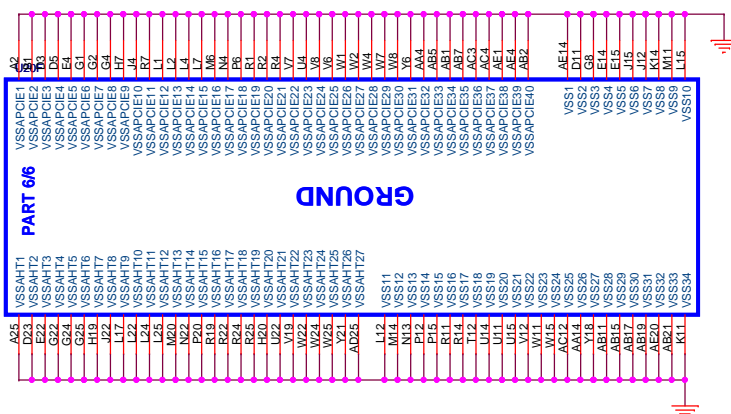 A2
B1
D3
D5
E4
G1
G2
G4
H7
J4
R7
L1
L2
L4
L7
M6
N4
P6
R1
R2
R4
V7
U4
V8
V6
W1
W2
W4
W7
W8
Y6
AA4
AB5
AB1
AB7
AC3
AC4
AE1
AE4
AB2
AE14
D11
G8
E14
E15
J15
J12
K14
M11
L15
VSSAPCIE1
VSSAPCIE2
VSSAPCIE3
VSSAPCIE4
VSSAPCIE5
VSSAPCIE6
VSSAPCIE7
VSSAPCIE8
VSSAPCIE9
VSSAPCIE10
VSSAPCIE11
VSSAPCIE12
VSSAPCIE13
VSSAPCIE14
VSSAPCIE15
VSSAPCIE16
VSSAPCIE17
VSSAPCIE18
VSSAPCIE19
VSSAPCIE20
VSSAPCIE21
VSSAPCIE22
VSSAPCIE23
VSSAPCIE24
VSSAPCIE25
VSSAPCIE26
VSSAPCIE27
VSSAPCIE28
VSSAPCIE29
VSSAPCIE30
VSSAPCIE31
VSSAPCIE32
VSSAPCIE33
VSSAPCIE34
VSSAPCIE35
VSSAPCIE36
VSSAPCIE37
VSSAPCIE38
VSSAPCIE39
VSSAPCIE40
VSS1
VSS2
VSS3
VSS4
VSS5
VSS6
VSS7
VSS8
VSS9
VSS10
PART 6/6
GROUND
VSSAHT1
VSSAHT2
VSSAHT3
VSSAHT4
VSSAHT5
VSSAHT6
VSSAHT7
VSSAHT8
VSSAHT9
VSSAHT10
VSSAHT11
VSSAHT12
VSSAHT13
VSSAHT14
VSSAHT15
VSSAHT16
VSSAHT17
VSSAHT18
VSSAHT19
VSSAHT20
VSSAHT21
VSSAHT22
VSSAHT23
VSSAHT24
VSSAHT25
VSSAHT26
VSSAHT27
VSS11
VSS12
VSS13
VSS14
VSS15
VSS16
VSS17
VSS18
VSS19
VSS20
VSS21
VSS22
VSS23
VSS24
VSS25
VSS26
VSS27
VSS28
VSS29
VSS30
VSS31
VSS32
VSS33
VSS34
A25
D23
E22
G22
G24
G25
H19
J22
L17
L22
L24
L25
M20
N22
P20
R19
R22
R24
R25
H20
U22
V19
W22
W24
W25
Y21
AD25
L12
M14
N13
P12
P15
R11
R14
T12
U14
U11
U15
V12
W11
W15
AC12
AA14
Y18
AB11
AB15
AB17
AB19
AE20
AB21
K11